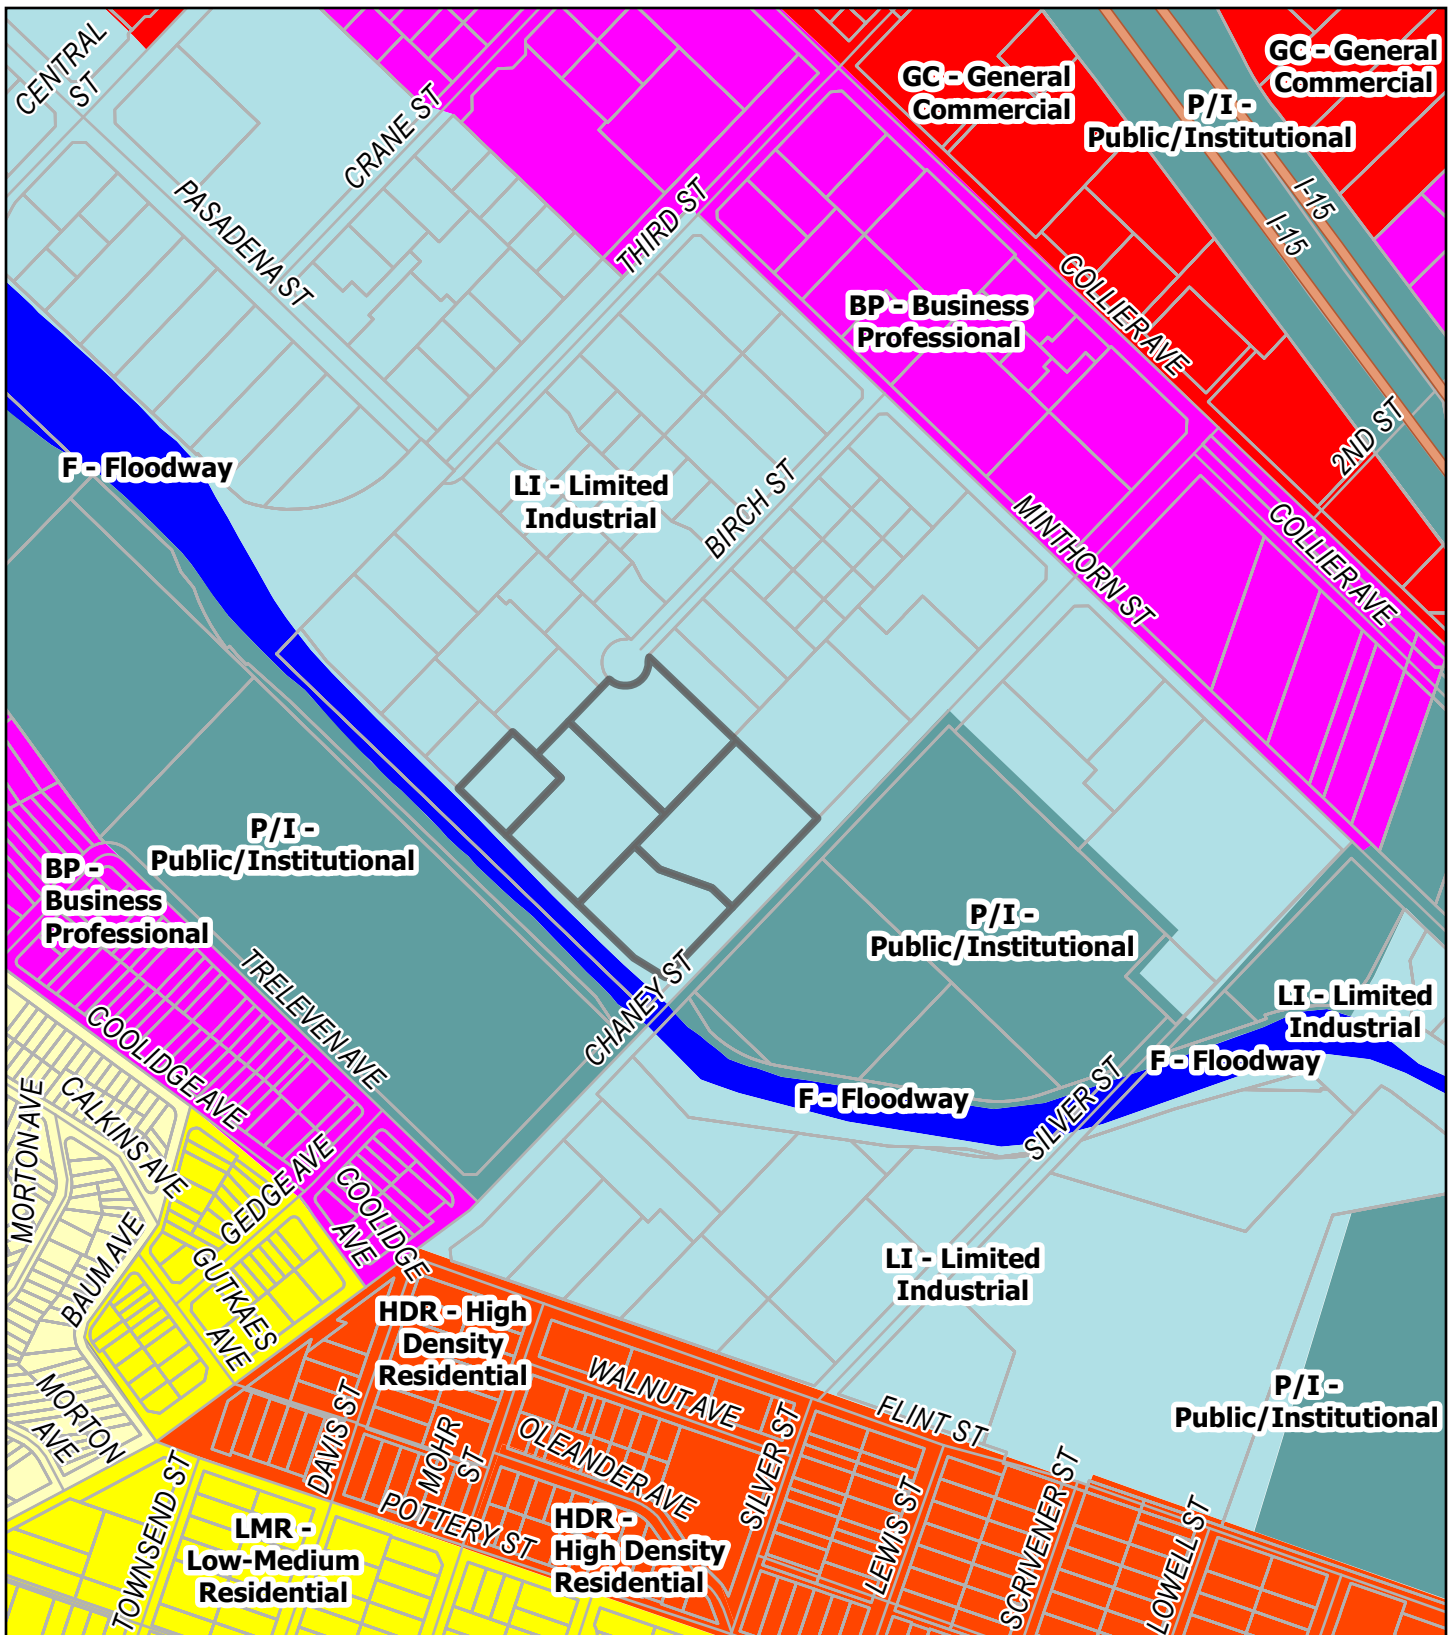 CENTRAL
ST
CRANE ST
GC - General
Commercial
GC - General
Commercial
P/I -
Public/Institutional
I-15
I-15
PASADENA ST
THIRD ST
COLLIER AVE
BP - Business
Professional
2ND ST
F - Floodway
LI - Limited
Industrial
BIRCH ST
MINTHORN ST
COLLIER AVE
P/I -
Public/Institutional
BP -
Business
Professional
P/I -
Public/Institutional
TRELEVEN AVE
CHANEY ST
LI - Limited
Industrial
COOLIDGE AVE
F - Floodway
F - Floodway
SILVER ST
MORTON AVE
CALKINS AVE
GEDGE AVE
COOLIDGE
AVE
BAUM AVE
GUTKAES
AVE
LI - Limited
Industrial
HDR - High
Density
Residential
WALNUT AVE
FLINT ST
P/I -
Public/Institutional
MORTON
AVE
DAVIS ST
MOHR
ST
OLEANDER AVE
SILVER ST
TOWNSEND ST
POTTERY ST
LEWIS ST
SCRIVENER ST
LOWELL ST
LMR -
Low-Medium
Residential
HDR -
High Density
Residential